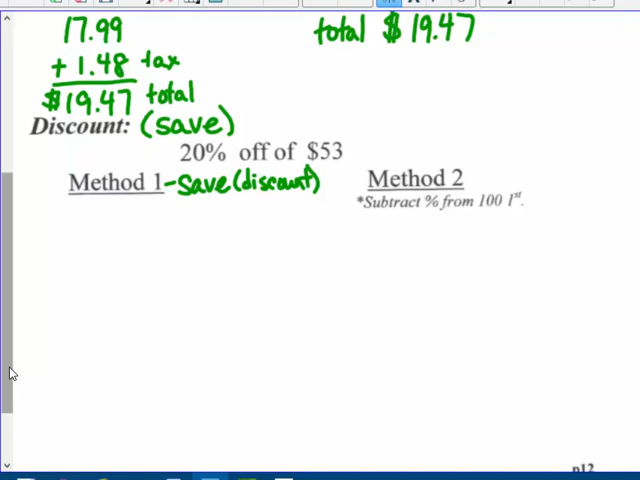 17.99
total $19.47
+ 1.48 tax
$19.47 total
Discount: (save)
20% off of $53
Method 1-save (discount)
Method 2
*Subtract % from 100 1st.
p12